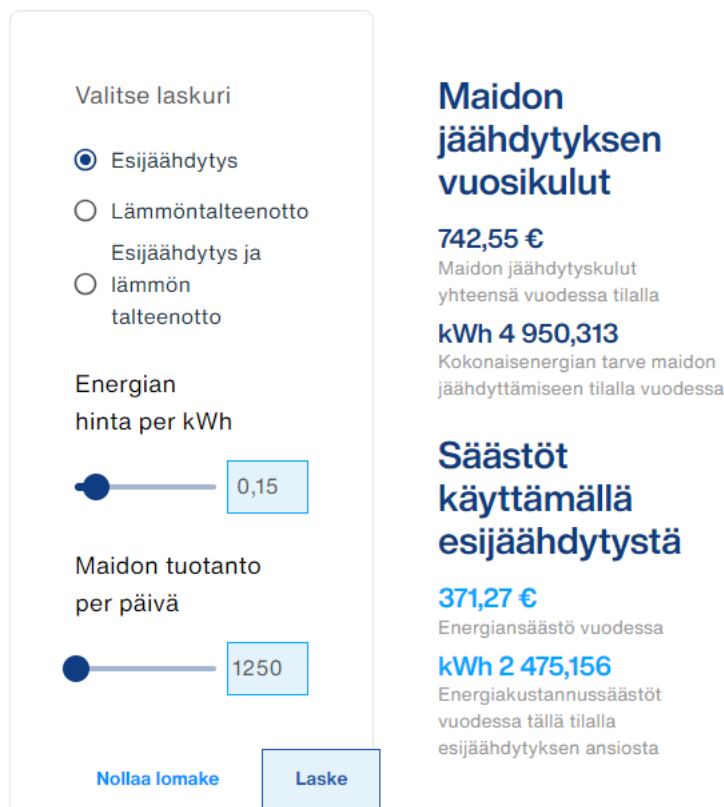 Valitse laskuri
Esijäähdytys
Lämmöntalteenotto
Esijäähdytys ja
lämmön
talteenotto
Energian
hinta per kWh
0,15
Maidon tuotanto
per päivä
1250
Nollaa lomake
Laske
Maidon
jäähdytyksen
vuosikulut
742,55 €
Maidon jäähdytyskulut
yhteensä vuodessa tilalla
kWh 4 950,313
Kokonaisenergian tarve maidon
jäähdyttämiseen tilalla vuodessa
Säästöt
käyttämällä
esijäähdytystä
371,27 €
Energiansäästö vuodessa
kWh 2 475,156
Energiakustannussäästöt
vuodessa tällä tilalla
esijäähdytyksen ansiosta